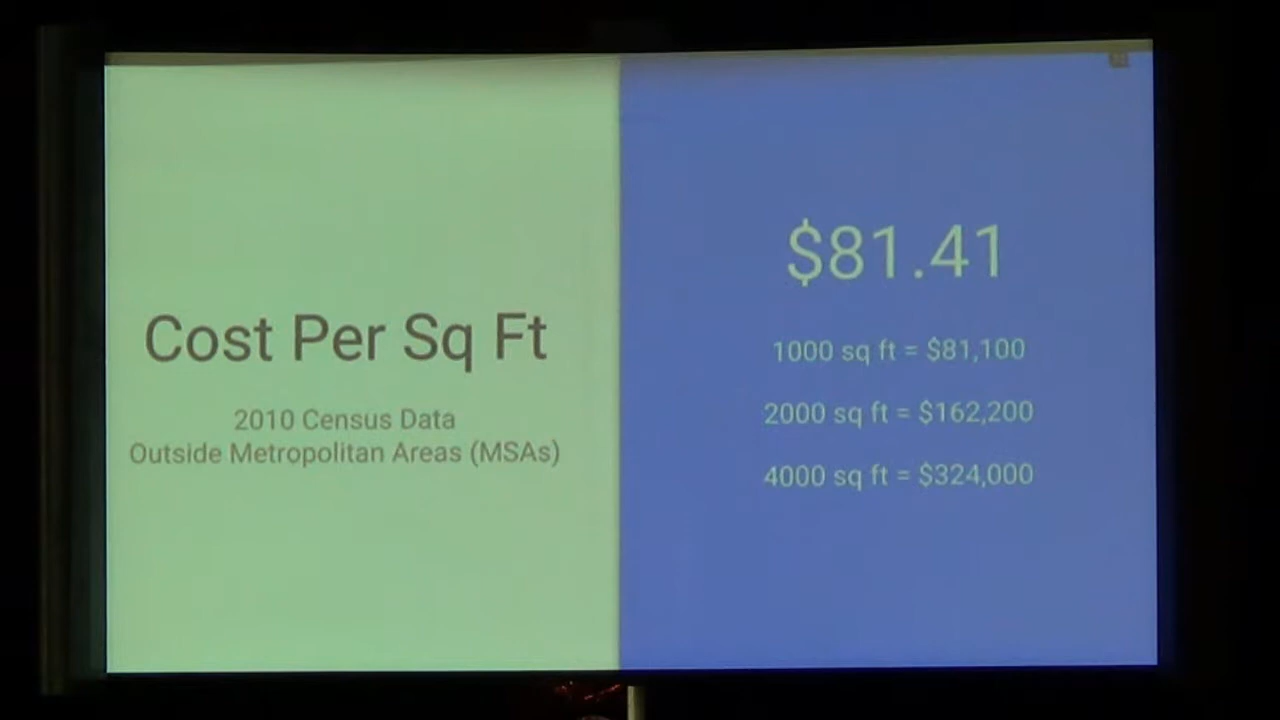 Cost Per Sq Ft
2010 Census Data
Outside Metropolitan Areas (MSAs)
$81.41
1000 sq ft = $81,100
2000 sq ft = $162,200
4000 sq ft = $324,000